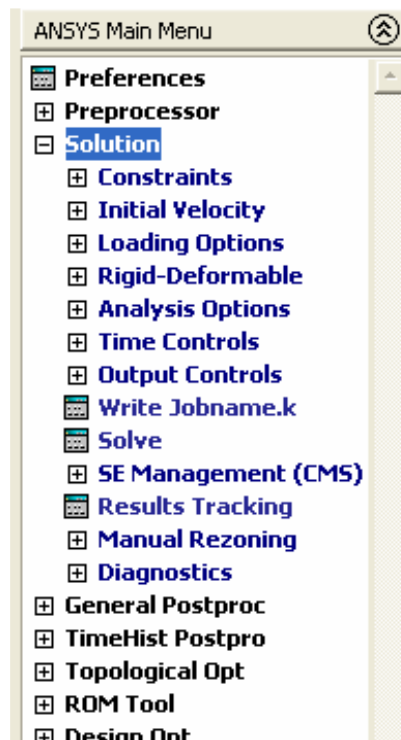 ANSYS Main Menu
Preferences
Preprocessor
Solution
Constraints
Initial Velocity
Loading Options
Rigid-Deformable
Analysis Options
Time Controls
Output Controls
Write Jobname.k
Solve
SE Management (CMS)
Results Tracking
Manual Rezoning
Diagnostics
General Postproc
TimeHist Postpro
Topological Opt
ROM Tool
Design Opt